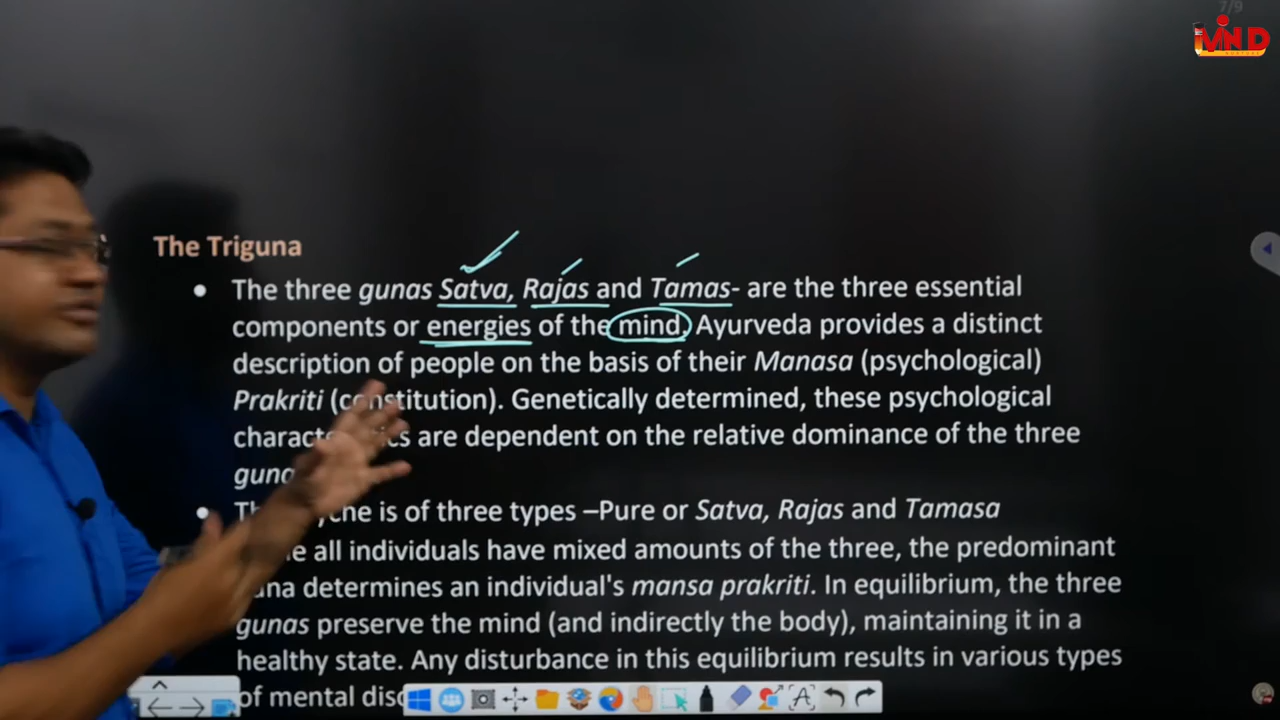 7/9
MIND
The Triguna
• The three gunas Satva, Rajas and Tamas- are the three essential
components or energies of the mind. Ayurveda provides a distinct
description of people on the basis of their Manasa (psychological)
Prakriti (constitution). Genetically determined, these psychological
are dependent on the relative dominance of the three
• is of three types –Pure or Satva, Rajas and Tamasa
all individuals have mixed amounts of the three, the predominant
determines an individual's mansa prakriti. In equilibrium, the three
gunas preserve the mind (and indirectly the body), maintaining it in a
healthy state. Any disturbance in this equilibrium results in various types
of mental